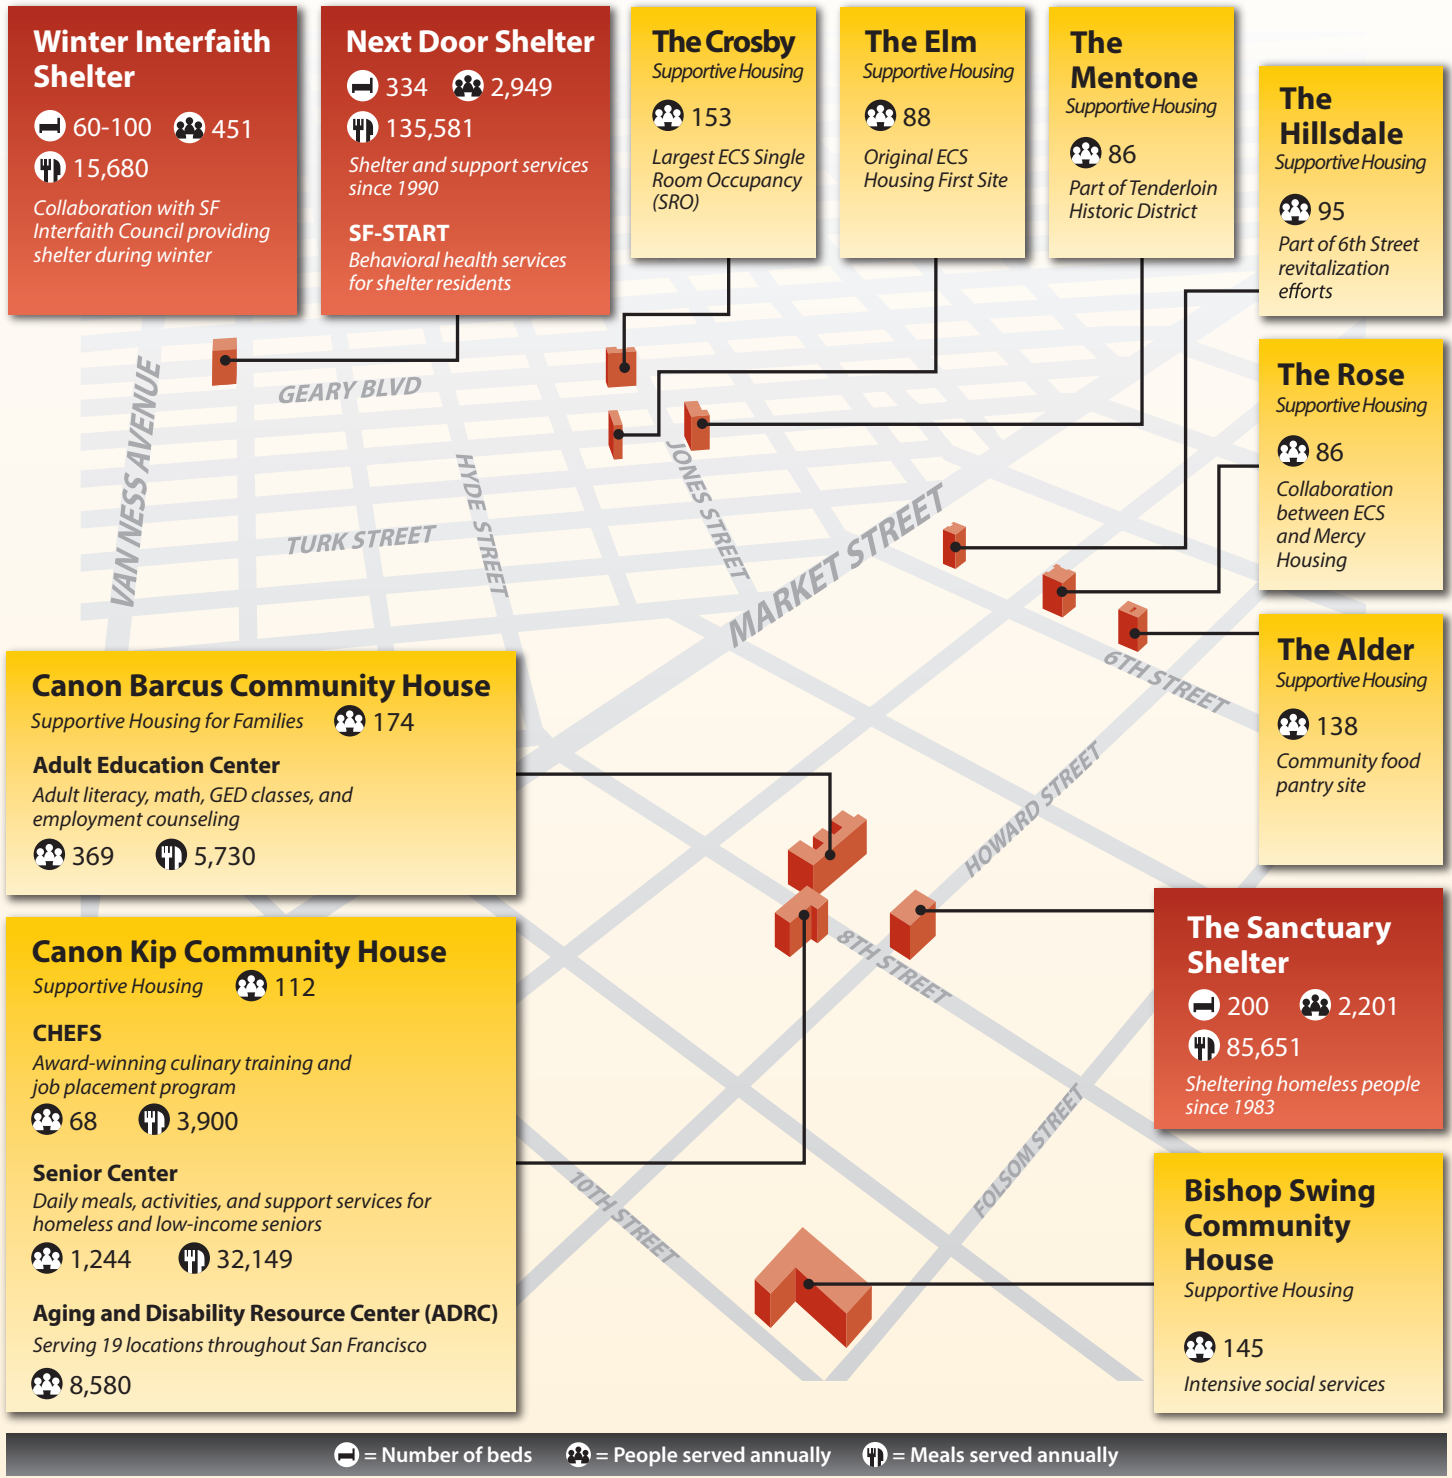 Winter Interfaith
Shelter
60-100 451
15,680
Collaboration with SF
Interfaith Council providing
shelter during winter
Next Door Shelter
334 2,949
135,581
Shelter and support services
since 1990
SF-START
Behavioral health services
for shelter residents
The Crosby
Supportive Housing
153
Largest ECS Single
Room Occupancy
(SRO)
The Elm
Supportive Housing
88
Original ECS
Housing First Site
The
Mentone
Supportive Housing
86
Part of Tenderloin
Historic District
The
Hillsdale
Supportive Housing
95
Part of 6th Street
revitalization
efforts
The Rose
Supportive Housing
86
Collaboration
between ECS
and Mercy
Housing
The Alder
Supportive Housing
138
Community food
pantry site
VAN NESS AVENUE
GEARY BLVD
HYDE STREET
TURK STREET
JONES STREET
MARKET STREET
6TH STREET
HOWARD STREET
8TH STREET
FOLSOM STREET
10TH STREET
Canon Barcus Community House
Supportive Housing for Families 174
Adult Education Center
Adult literacy, math, GED classes, and
employment counseling
369 5,730
Canon Kip Community House
Supportive Housing 112
CHEFS
Award-winning culinary training and
job placement program
68 3,900
Senior Center
Daily meals, activities, and support services for
homeless and low-income seniors
1,244 32,149
Aging and Disability Resource Center (ADRC)
Serving 19 locations throughout San Francisco
8,580
The Sanctuary
Shelter
200 2,201
85,651
Sheltering homeless people
since 1983
Bishop Swing
Community
House
Supportive Housing
145
Intensive social services
= Number of beds = People served annually = Meals served annually